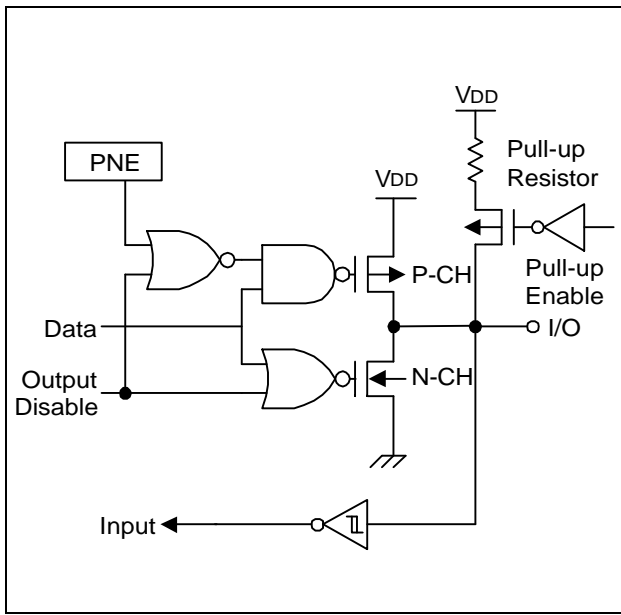 VDD
Pull-up
Resistor
PNE
VDD
P-CH
Pull-up
Enable
Data
I/O
Output
Disable
N-CH
Input